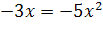 −3x = −5x²